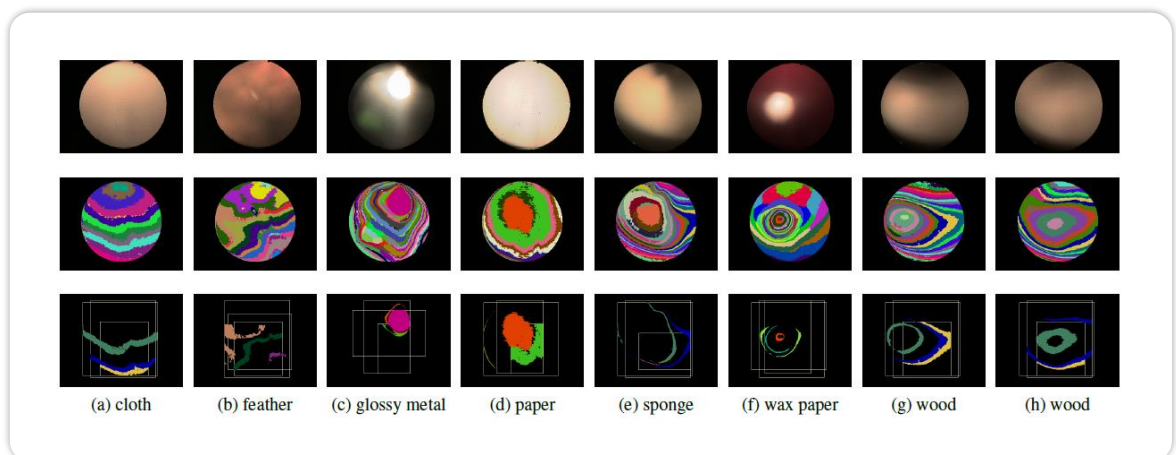 (a) cloth (b) feather (c) glossy metal (d) paper (e) sponge (f) wax paper (g) wood (h) wood